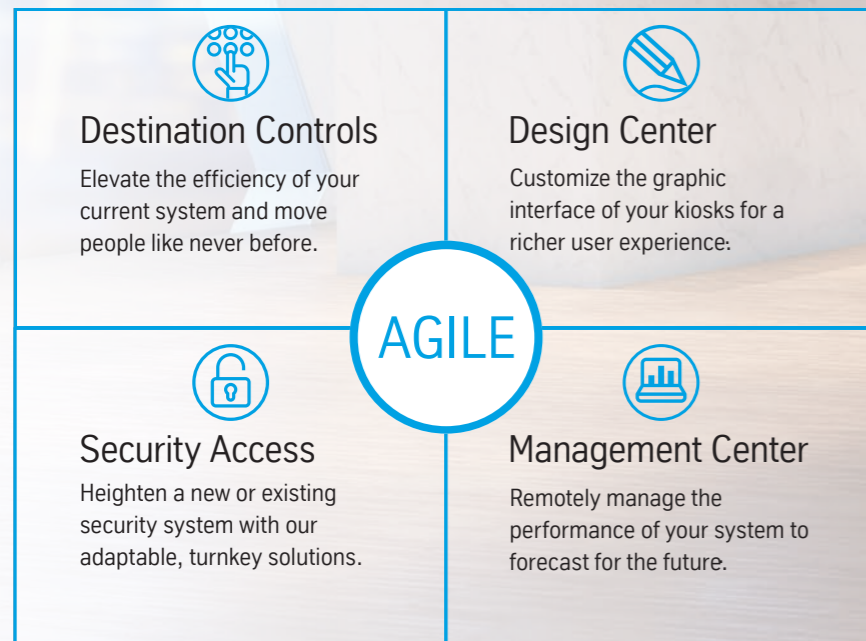 Destination Controls
Elevate the efficiency of your
current system and move
people like never before.
Design Center
Customize the graphic
interface of your kiosks for a
richer user experience.
AGILE
Security Access
Heighten a new or existing
security system with our
adaptable, turnkey solutions.
Management Center
Remotely manage the
performance of your system to
forecast for the future.